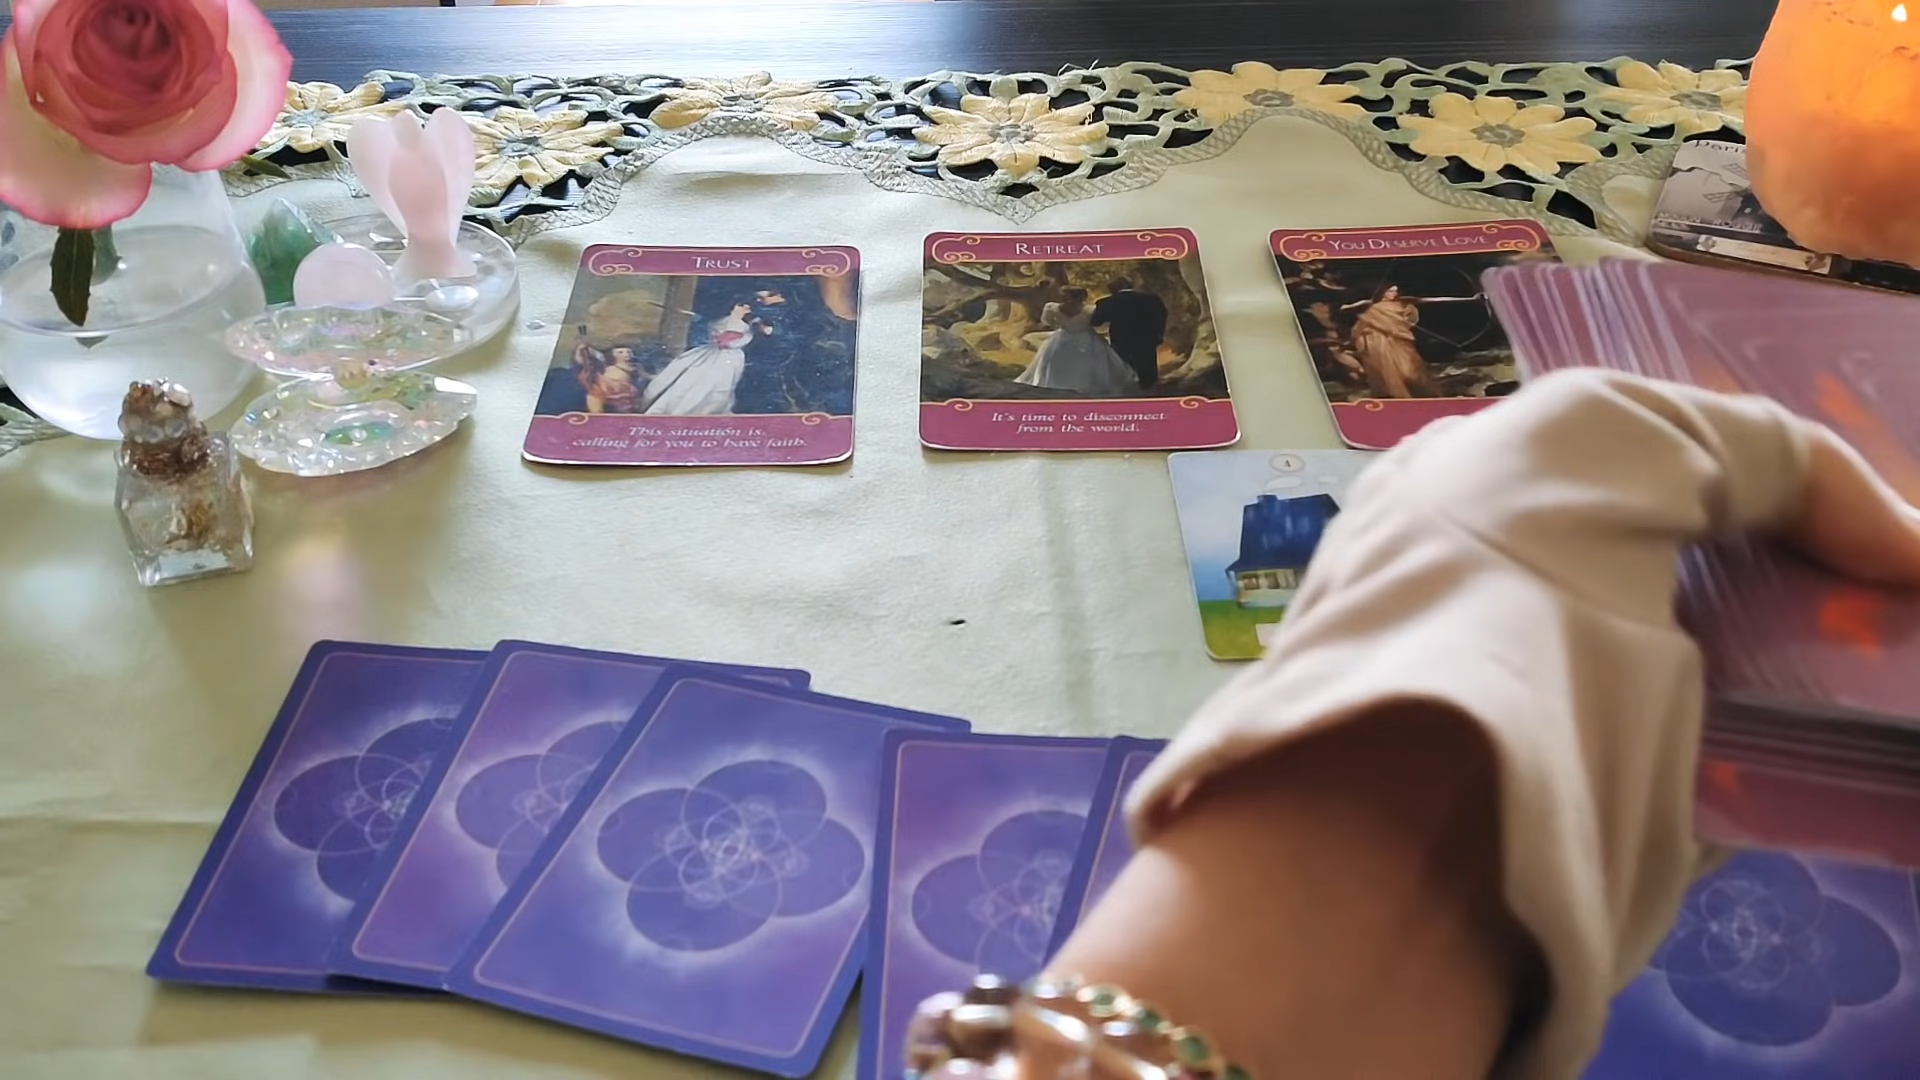 TRUST
This situation is
calling for you to have faith.
RETREAT
It's time to disconnect
from the world.
YOU DESERVE LOVE
4